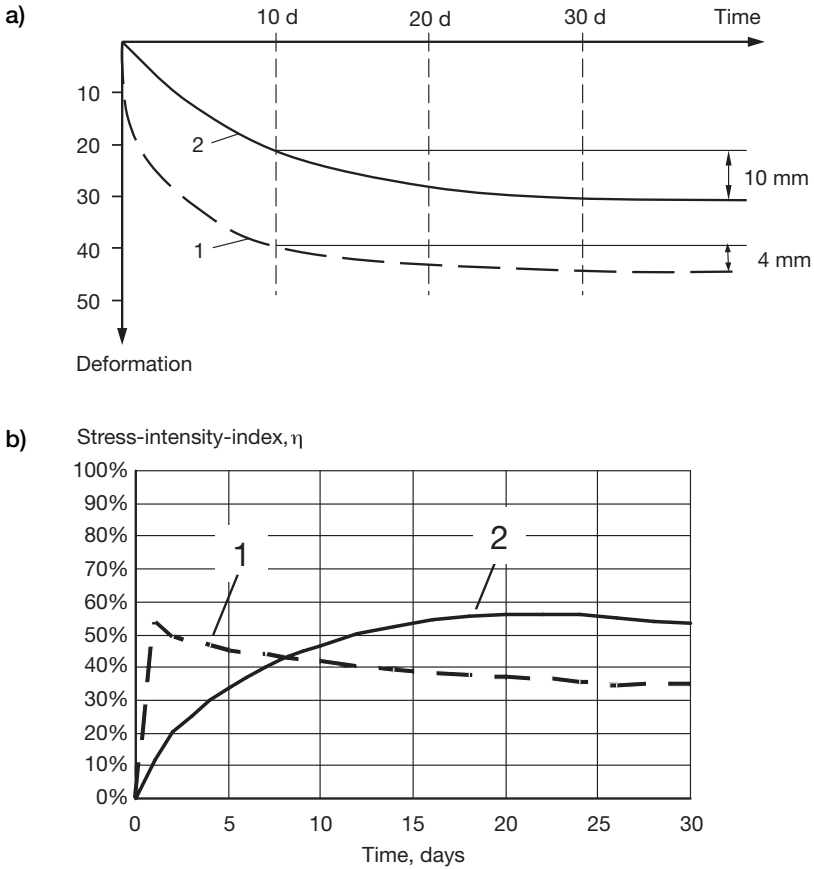 a)
10 d 20 d 30 d Time
10
20
2
10 mm
30
40
1
4 mm
50
Deformation
b)
Stress-intensity-index, η
100%
90%
80%
2
1
70%
60%
50%
40%
30%
20%
10%
0%
0 5 10 15 20 25 30
Time, days